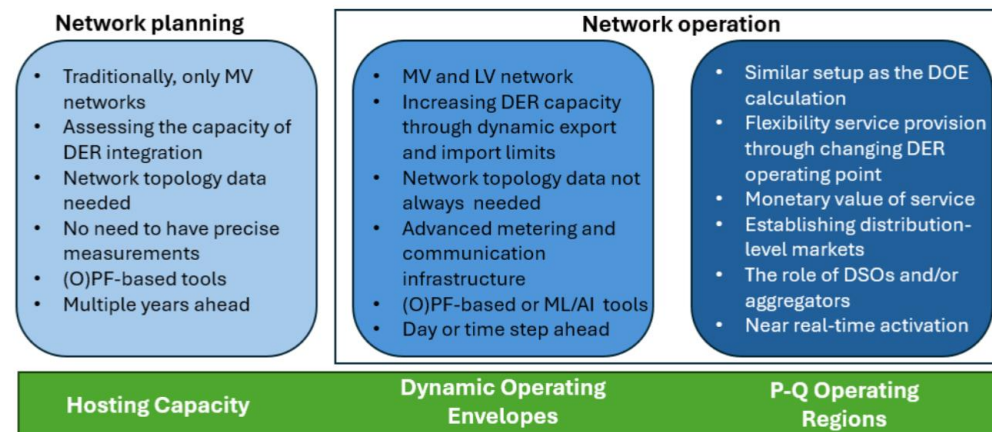 Network planning
• Traditionally, only MV
networks
• Assessing the capacity of
DER integration
• Network topology data
needed
• No need to have precise
measurements
• (O)PF-based tools
• Multiple years ahead
Network operation
• MV and LV network
• Increasing DER capacity
through dynamic export
and import limits
• Network topology data not
always needed
• Advanced metering and
communication
infrastructure
• (O)PF-based or ML/AI tools
• Day or time step ahead
• Similar setup as the DOE
calculation
• Flexibility service provision
through changing DER
operating point
• Monetary value of service
• Establishing distribution-
level markets
• The role of DSOs and/or
aggregators
• Near real-time activation
Hosting Capacity
Dynamic Operating
Envelopes
P-Q Operating
Regions